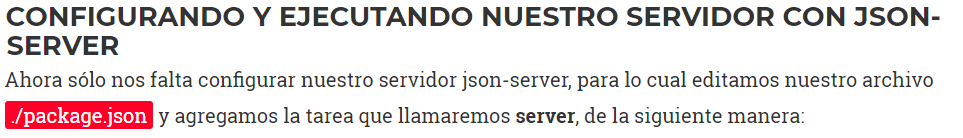 CONFIGURANDO Y EJECUTANDO NUESTRO SERVIDOR CON JSON-
SERVER
Ahora sólo nos falta configurar nuestro servidor json-server, para lo cual editamos nuestro archivo
./package.json y agregamos la tarea que llamaremos server, de la siguiente manera: